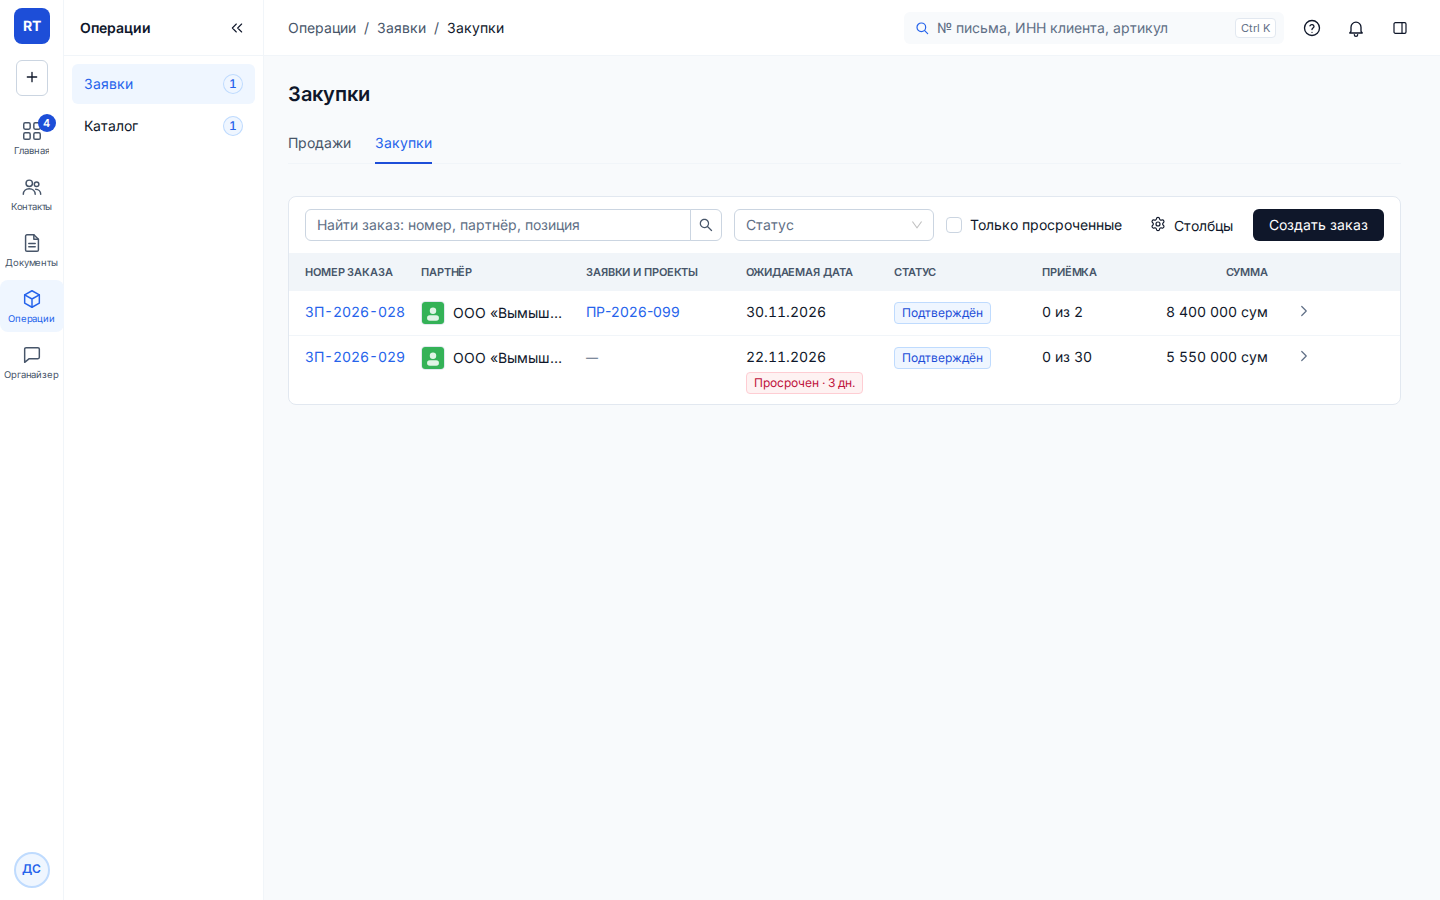 RT
Операции
Операции / Заявки / Закупки
№ письма, ИНН клиента, артикул
Ctrl K
4
Главная
Контакты
Документы
Операции
Органайзер
ДС
Заявки 1
Каталог 1
Закупки
Продажи Закупки
Найти заказ: номер, партнёр, позиция
Статус
Только просроченные
Столбцы
Создать заказ
НОМЕР ЗАКАЗА ПАРТНЁР ЗАЯВКИ И ПРОЕКТЫ ОЖИДАЕМАЯ ДАТА СТАТУС ПРИЁМКА СУММА
ЗП-2026-028 ООО «Вымыш... ПР-2026-099 30.11.2026 Подтверждён 0 из 2 8 400 000 сум
ЗП-2026-029 ООО «Вымыш... — 22.11.2026 Подтверждён 0 из 30 5 550 000 сум
Просрочен · 3 дн.